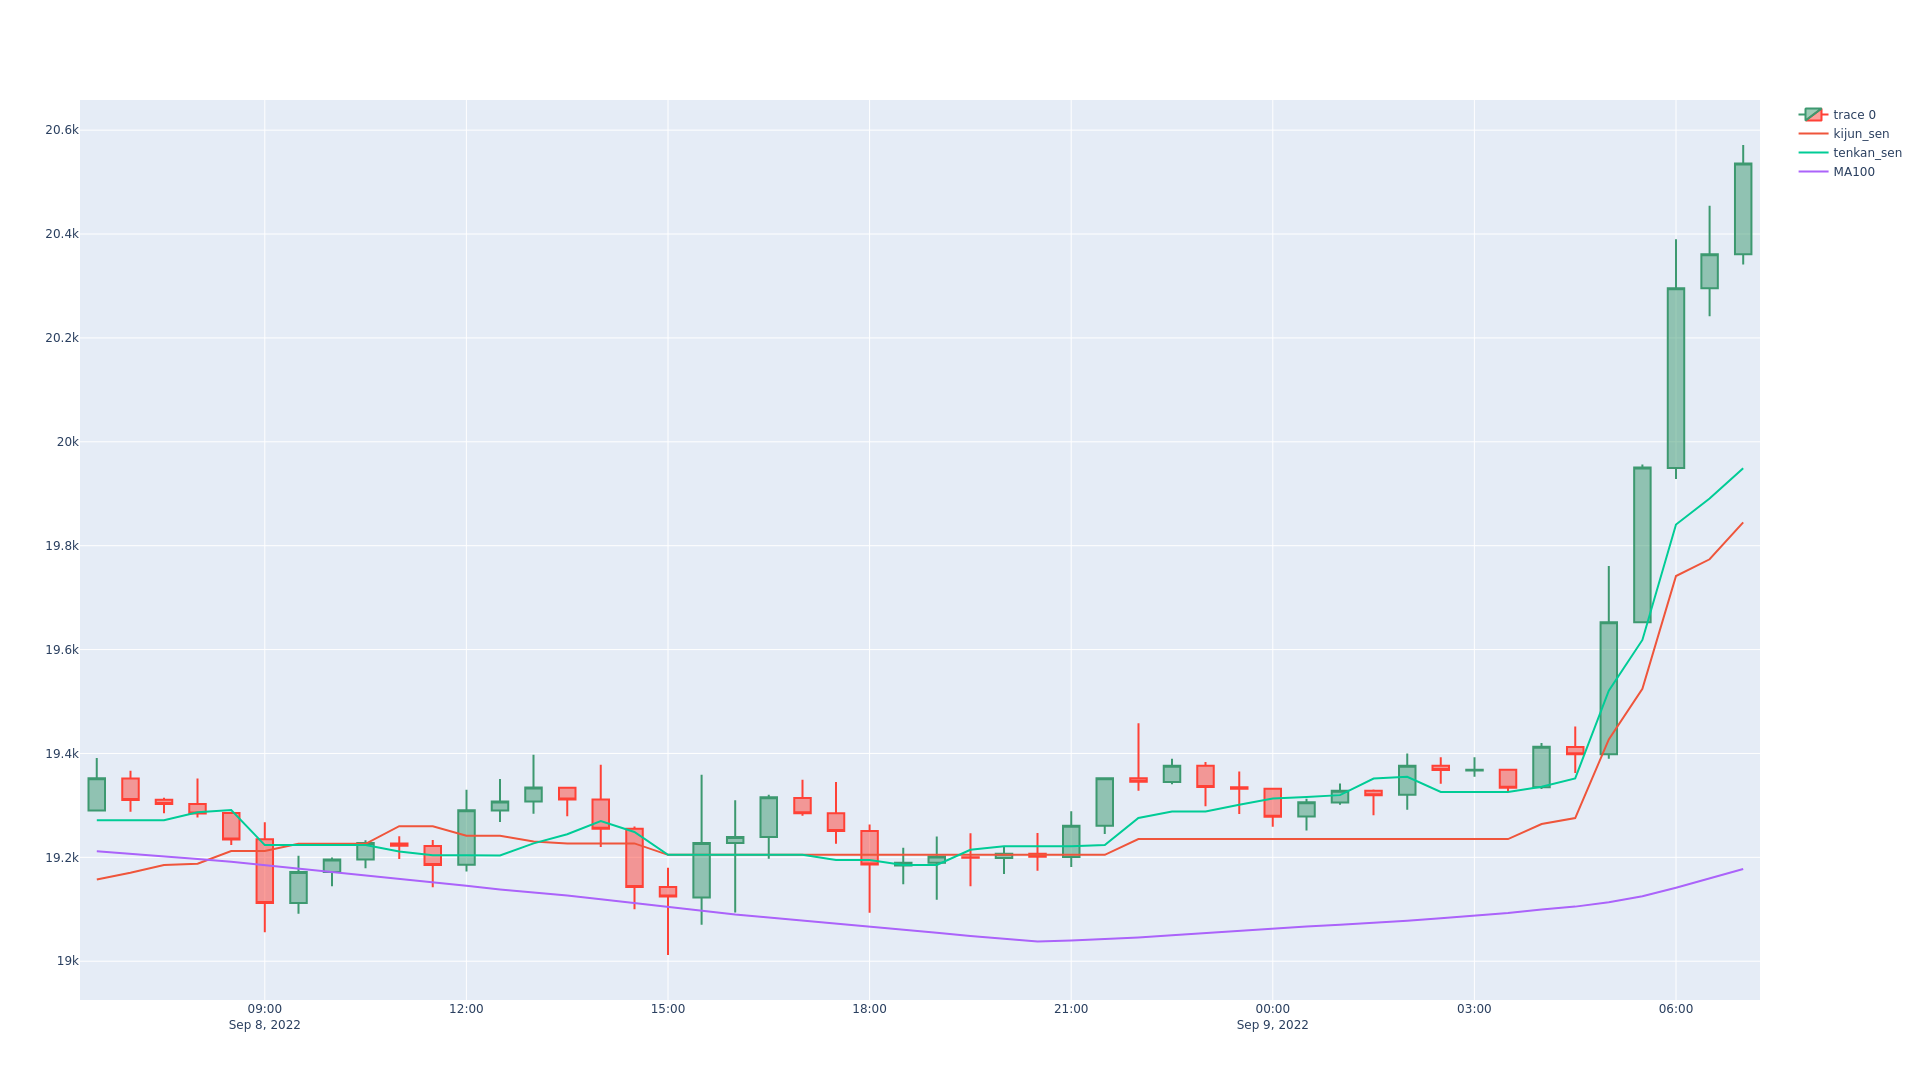 20.6k
20.4k
20.2k
20k
19.8k
19.6k
19.4k
19.2k
19k
09:00
Sep 8, 2022
12:00
15:00
18:00
21:00
00:00
Sep 9, 2022
03:00
06:00
trace 0
kijun_sen
tenkan_sen
MA100